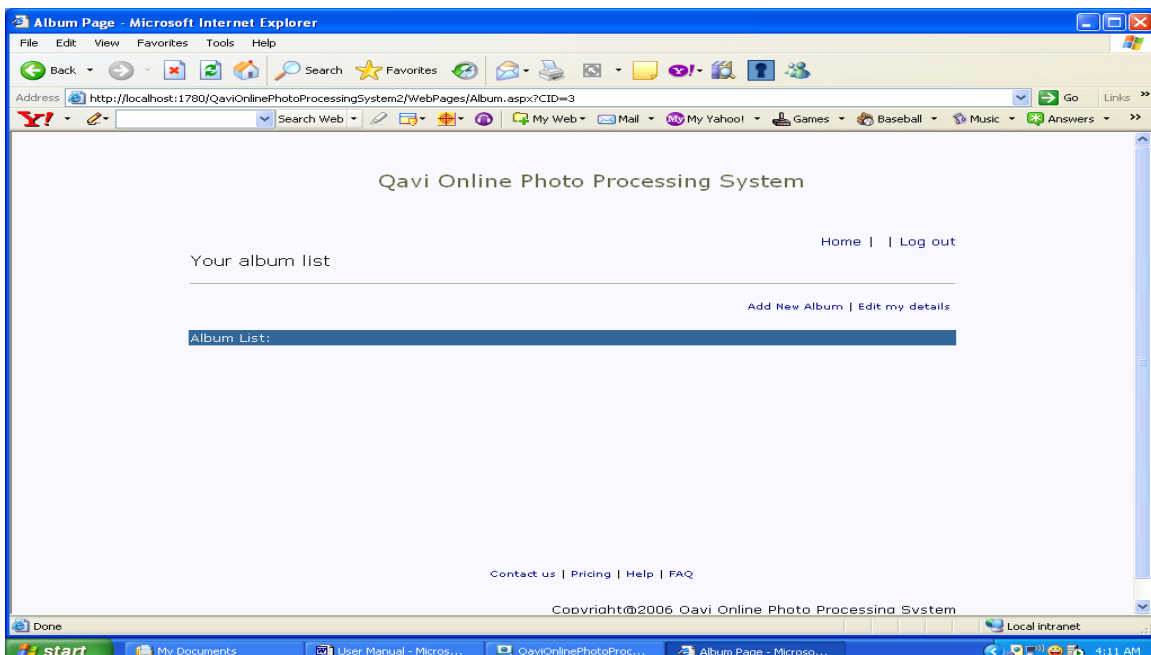 Album Page - Microsoft Internet Explorer
File Edit View Favorites Tools Help
Back Search Favorites
Address http://localhost:1780/QaviOnlinePhotoProcessingSystem2/WebPages/Album.aspx?CID=3 Go Links »
Y! Search Web My Web Mail My Yahoo! Games Baseball Music Answers »
Qavi Online Photo Processing System
Home | | Log out
Your album list
Add New Album | Edit my details
Album List:
Contact us | Pricing | Help | FAQ
Copyright@2006 Qavi Online Photo Processing System
Done Local intranet
start My Documents User Manual - Micros... QaviOnlinePhotoProc... Album Page - Microso... 4:11 AM